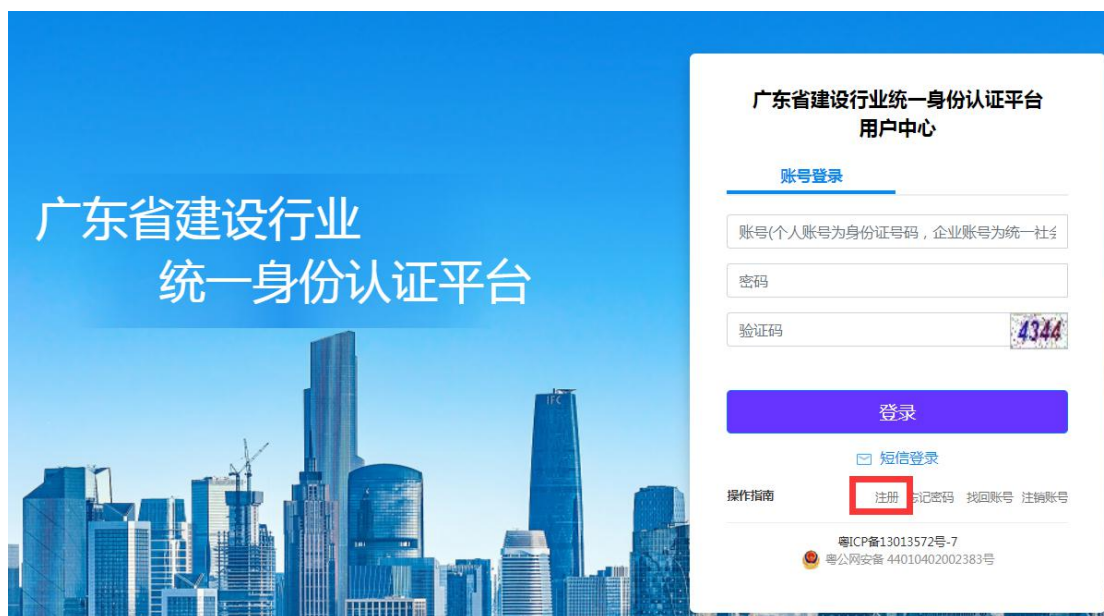 广东省建设行业
统一身份认证平台
广东省建设行业统一身份认证平台
用户中心
账号登录
账号(个人账号为身份证号码，企业账号为统一社会
密码
验证码
4344
登录
短信登录
操作指南 注册 忘记密码 找回账号 注销账号
粤ICP备13013572号-7
粤公网安备 44010402002383号
IFC